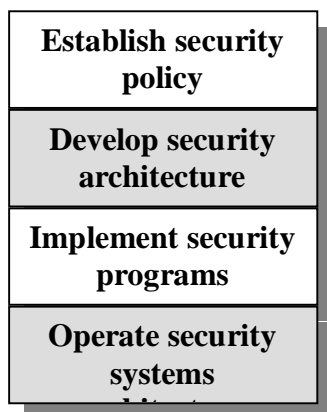 Establish security
policy
Develop security
architecture
Implement security
programs
Operate security
systems